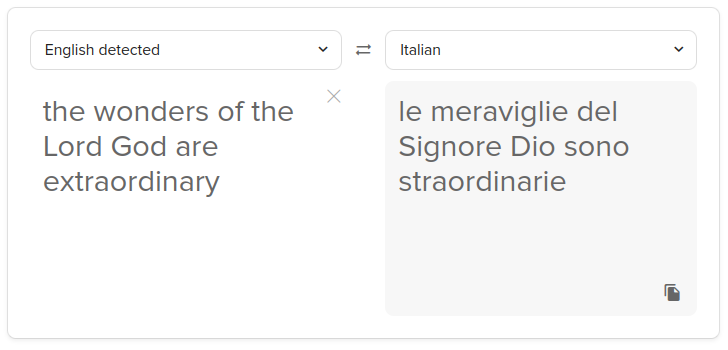 English detected
Italian
the wonders of the
Lord God are
extraordinary
le meraviglie del
Signore Dio sono
straordinarie